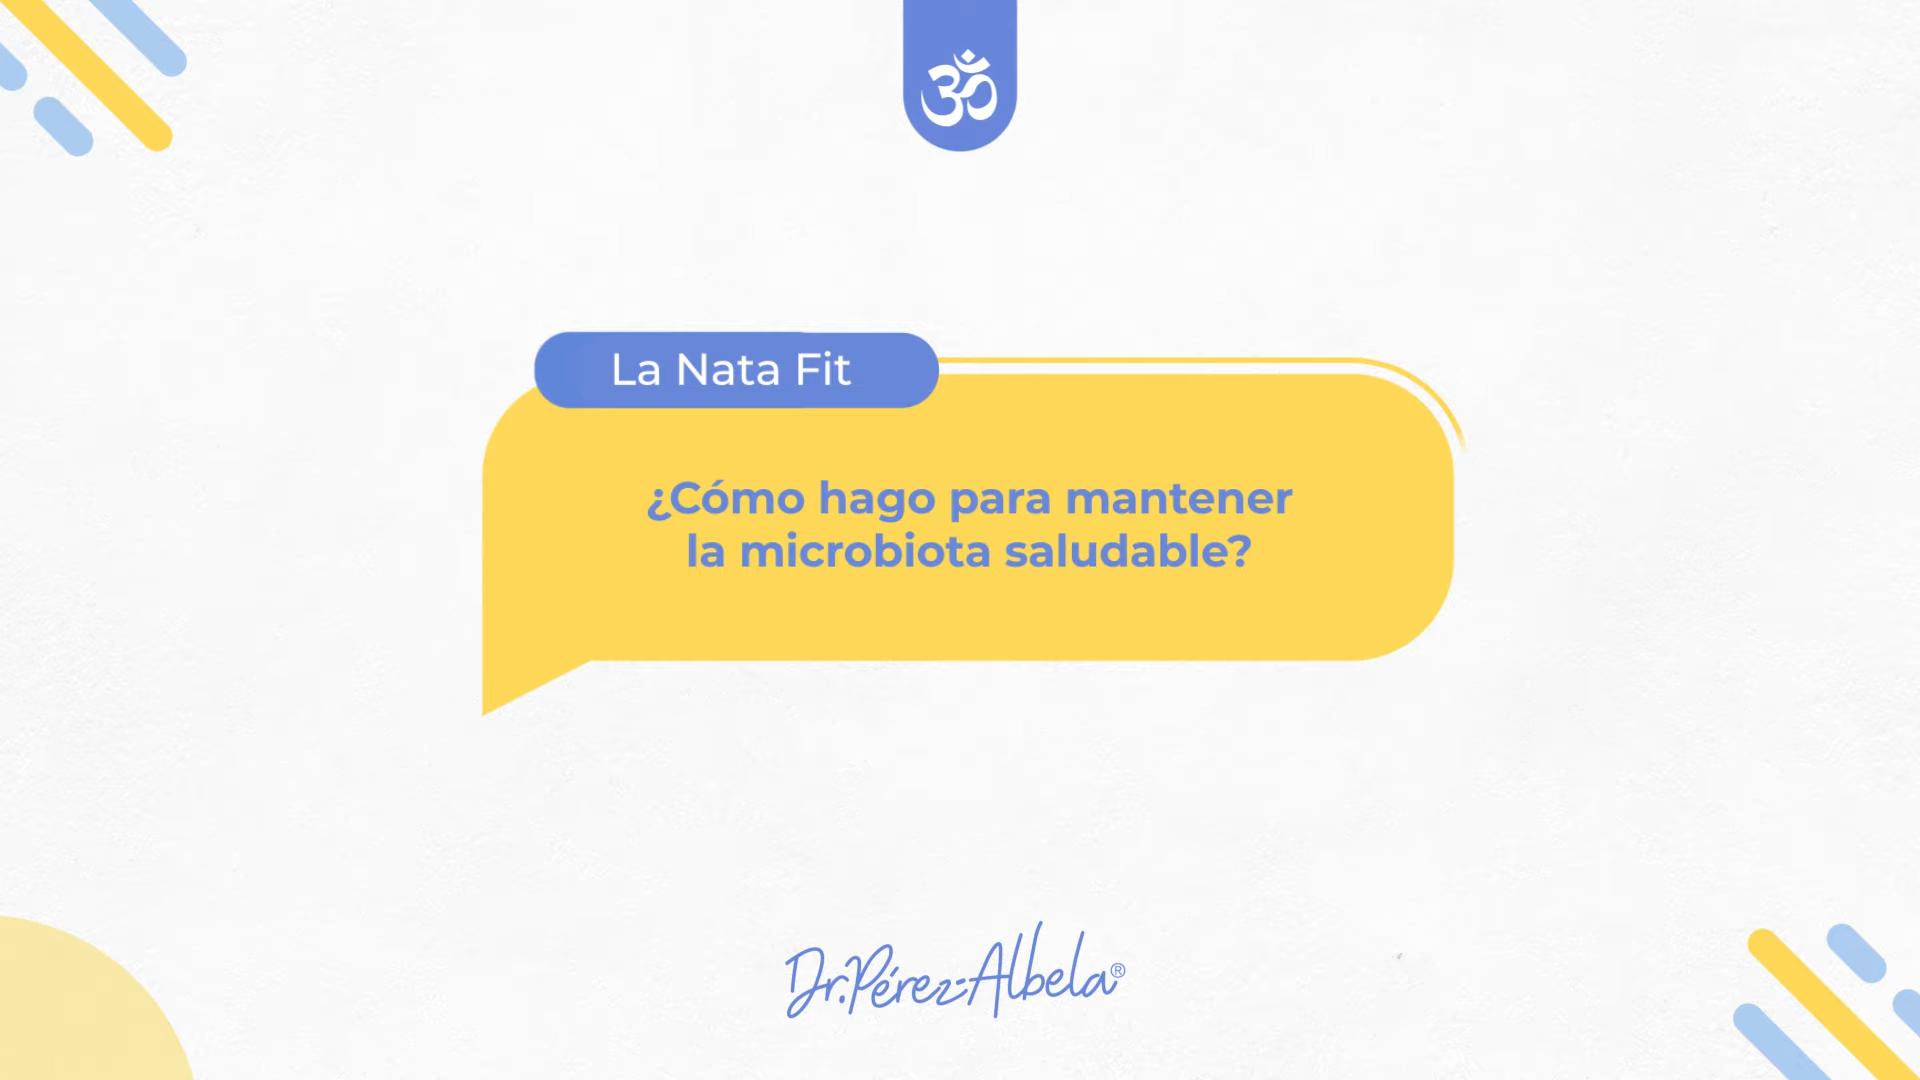 ॐ
La Nata Fit
¿Cómo hago para mantener
la microbiota saludable?
Dr. Pérez-Albela®